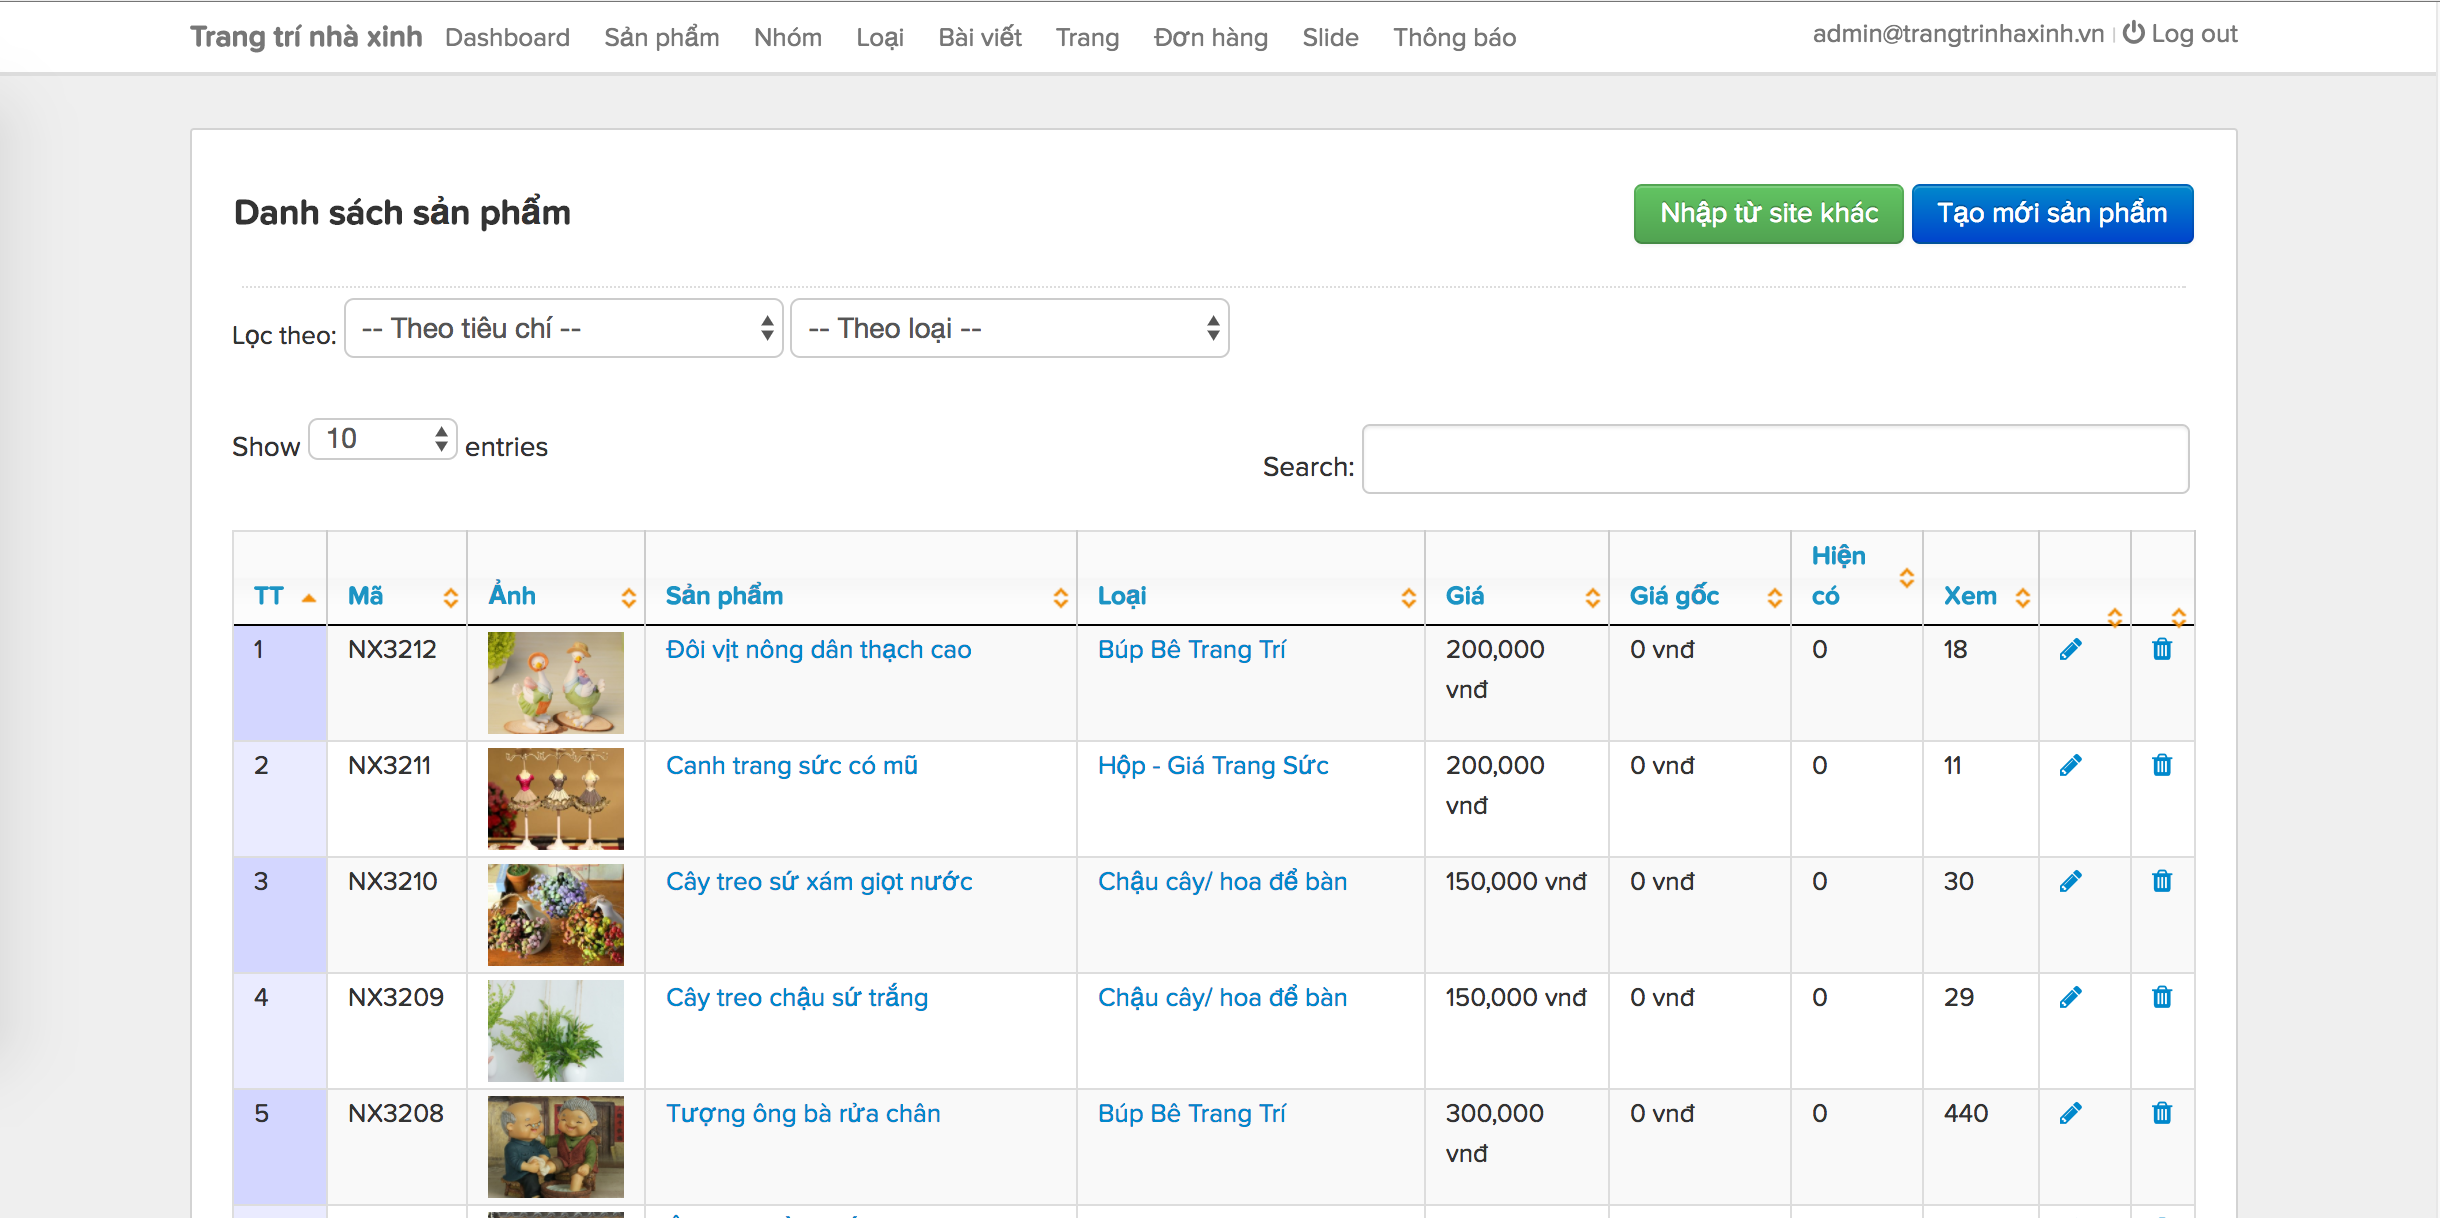 Trang trí nhà xinh Dashboard Sản phẩm Nhóm Loại Bài viết Trang Đơn hàng Slide Thông báo admin@trangtrinhaxinh.vn | Log out
Danh sách sản phẩm Nhập từ site khác Tạo mới sản phẩm
Lọc theo: -- Theo tiêu chí -- -- Theo loại --
Show 10 entries
Search:
TT Mã Ảnh Sản phẩm Loại Giá Giá gốc Hiện có Xem
1 NX3212 Đôi vịt nông dân thạch cao Búp Bê Trang Trí 200,000 vnđ 0 vnđ 0 18
2 NX3211 Canh trang sức có mũ Hộp - Giá Trang Sức 200,000 vnđ 0 vnđ 0 11
3 NX3210 Cây treo sứ xám giọt nước Chậu cây/ hoa để bàn 150,000 vnđ 0 vnđ 0 30
4 NX3209 Cây treo chậu sứ trắng Chậu cây/ hoa để bàn 150,000 vnđ 0 vnđ 0 29
5 NX3208 Tượng ông bà rửa chân Búp Bê Trang Trí 300,000 vnđ 0 vnđ 0 440